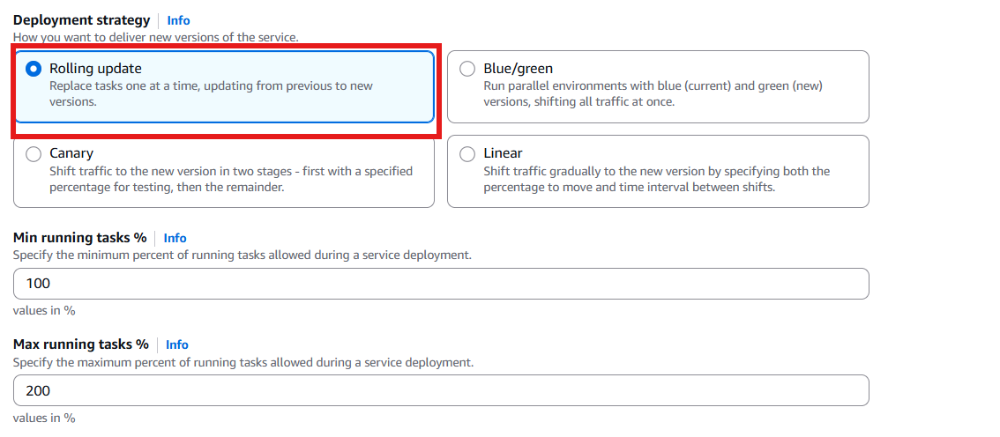 Deployment strategy Info
How you want to deliver new versions of the service.
Rolling update
Replace tasks one at a time, updating from previous to new
versions.
Blue/green
Run parallel environments with blue (current) and green (new)
versions, shifting all traffic at once.
Canary
Shift traffic to the new version in two stages - first with a specified
percentage for testing, then the remainder.
Linear
Shift traffic gradually to the new version by specifying both the
percentage to move and time interval between shifts.
Min running tasks % Info
Specify the minimum percent of running tasks allowed during a service deployment.
100
values in %
Max running tasks % Info
Specify the maximum percent of running tasks allowed during a service deployment.
200
values in %